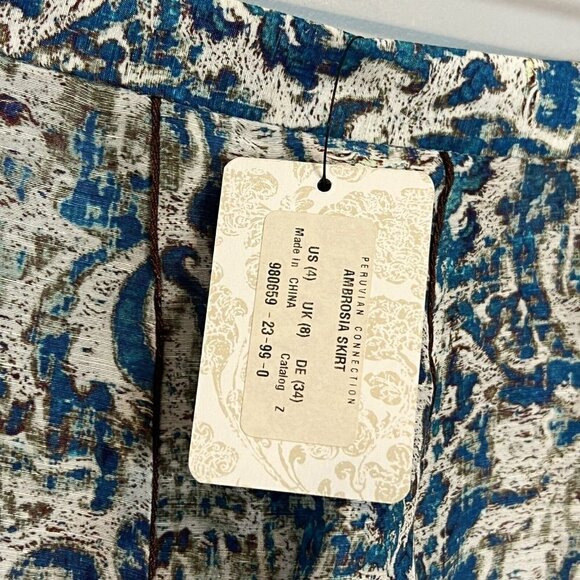 PERUVIAN CONNECTION
AMBROSIA SKIRT
US (4) UK (8) DE (34)
Made In CHINA Catalog Z
980659 - 23-99-0